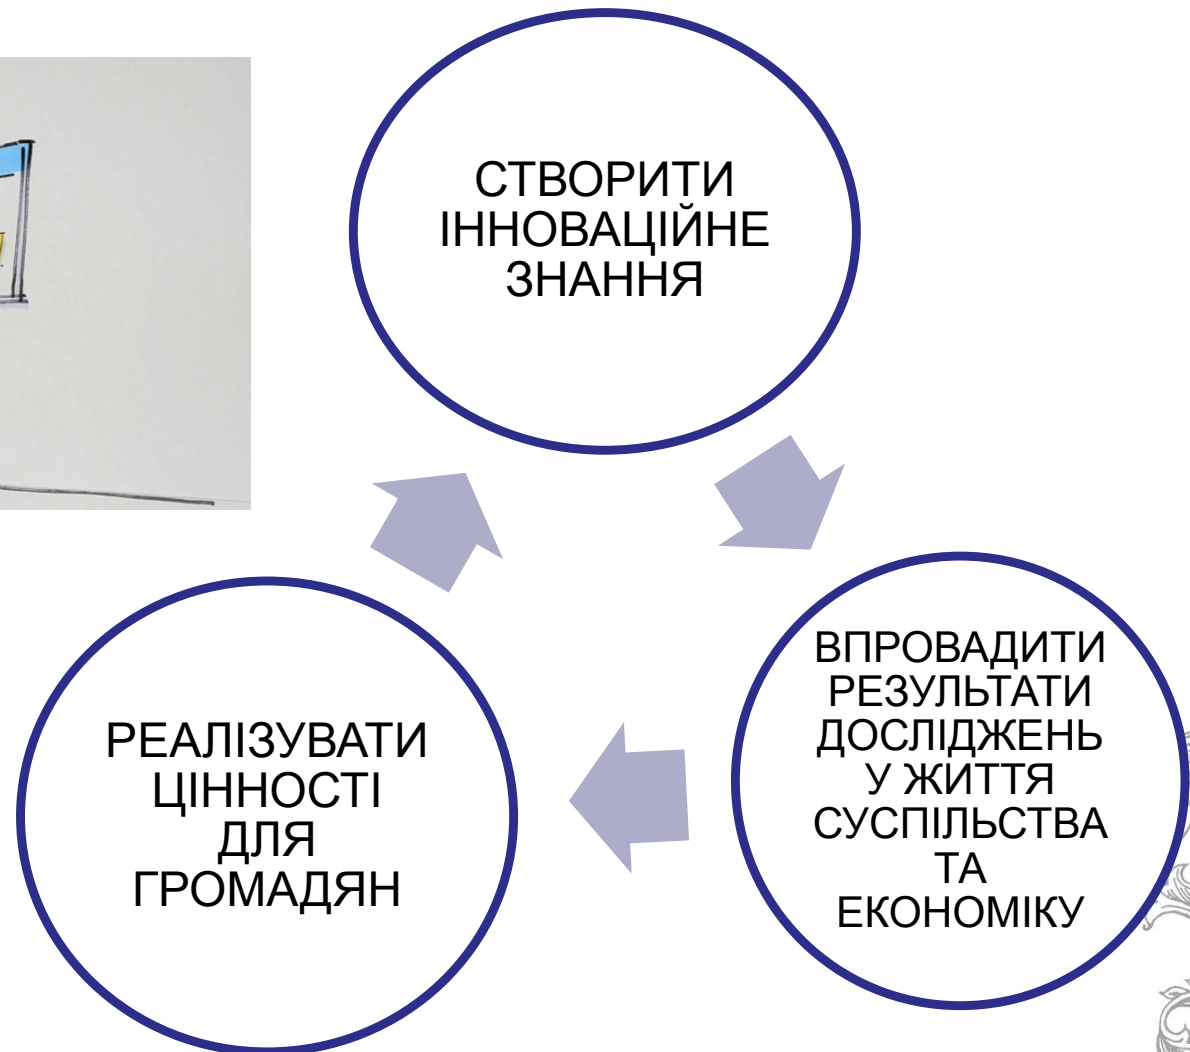 СТВОРИТИ
ІННОВАЦІЙНЕ
ЗНАННЯ
ВПРОВАДИТИ
РЕЗУЛЬТАТИ
ДОСЛІДЖЕНЬ
У ЖИТТЯ
СУСПІЛЬСТВА
ТА
ЕКОНОМІКУ
РЕАЛІЗУВАТИ
ЦІННОСТІ
ДЛЯ
ГРОМАДЯН